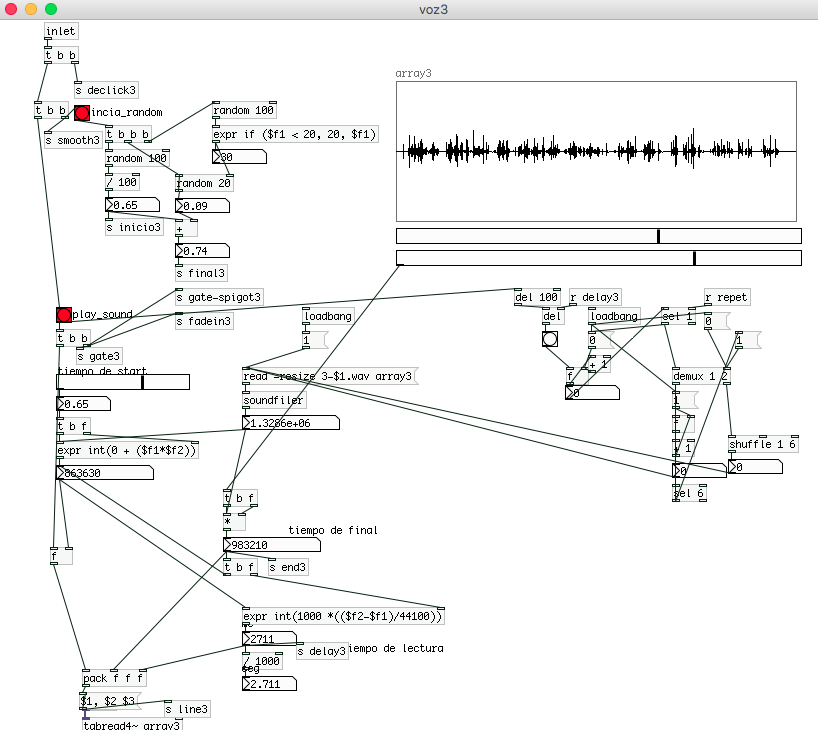 voz3
inlet
t b b
s declick3
t b b
incia_random
s smooth3
t b b b
random 100
expr if ($f1 < 20, 20, $f1)
30
random 100
/ 100
random 20
0.65
0.09
s inicio3
+
0.74
s final3
array3
s gate-spigot3
play_sound
s fadein3
t b b
s gate3
tiempo de start
0.65
t b f
expr int(0 + ($f1*$f2))
863630
f
loadbang
1
read -resize 3-$1.wav array3
soundfiler
1.3286e+06
t b f
*
tiempo de final
983210
t b f
s end3
expr int(1000 *(($f2-$f1)/44100))
2711
s delay3
iempo de lectura
/ 1000
seg
2.711
pack f f f
$1, $2 $3
s line3
tabread4~ array3
del 100
r delay3
r repet
del
loadbang
sel 1
0
0
1
+ 1
f
0
demux 1 2
1
+ 1
shuffle 1 6
0
0
sel 6